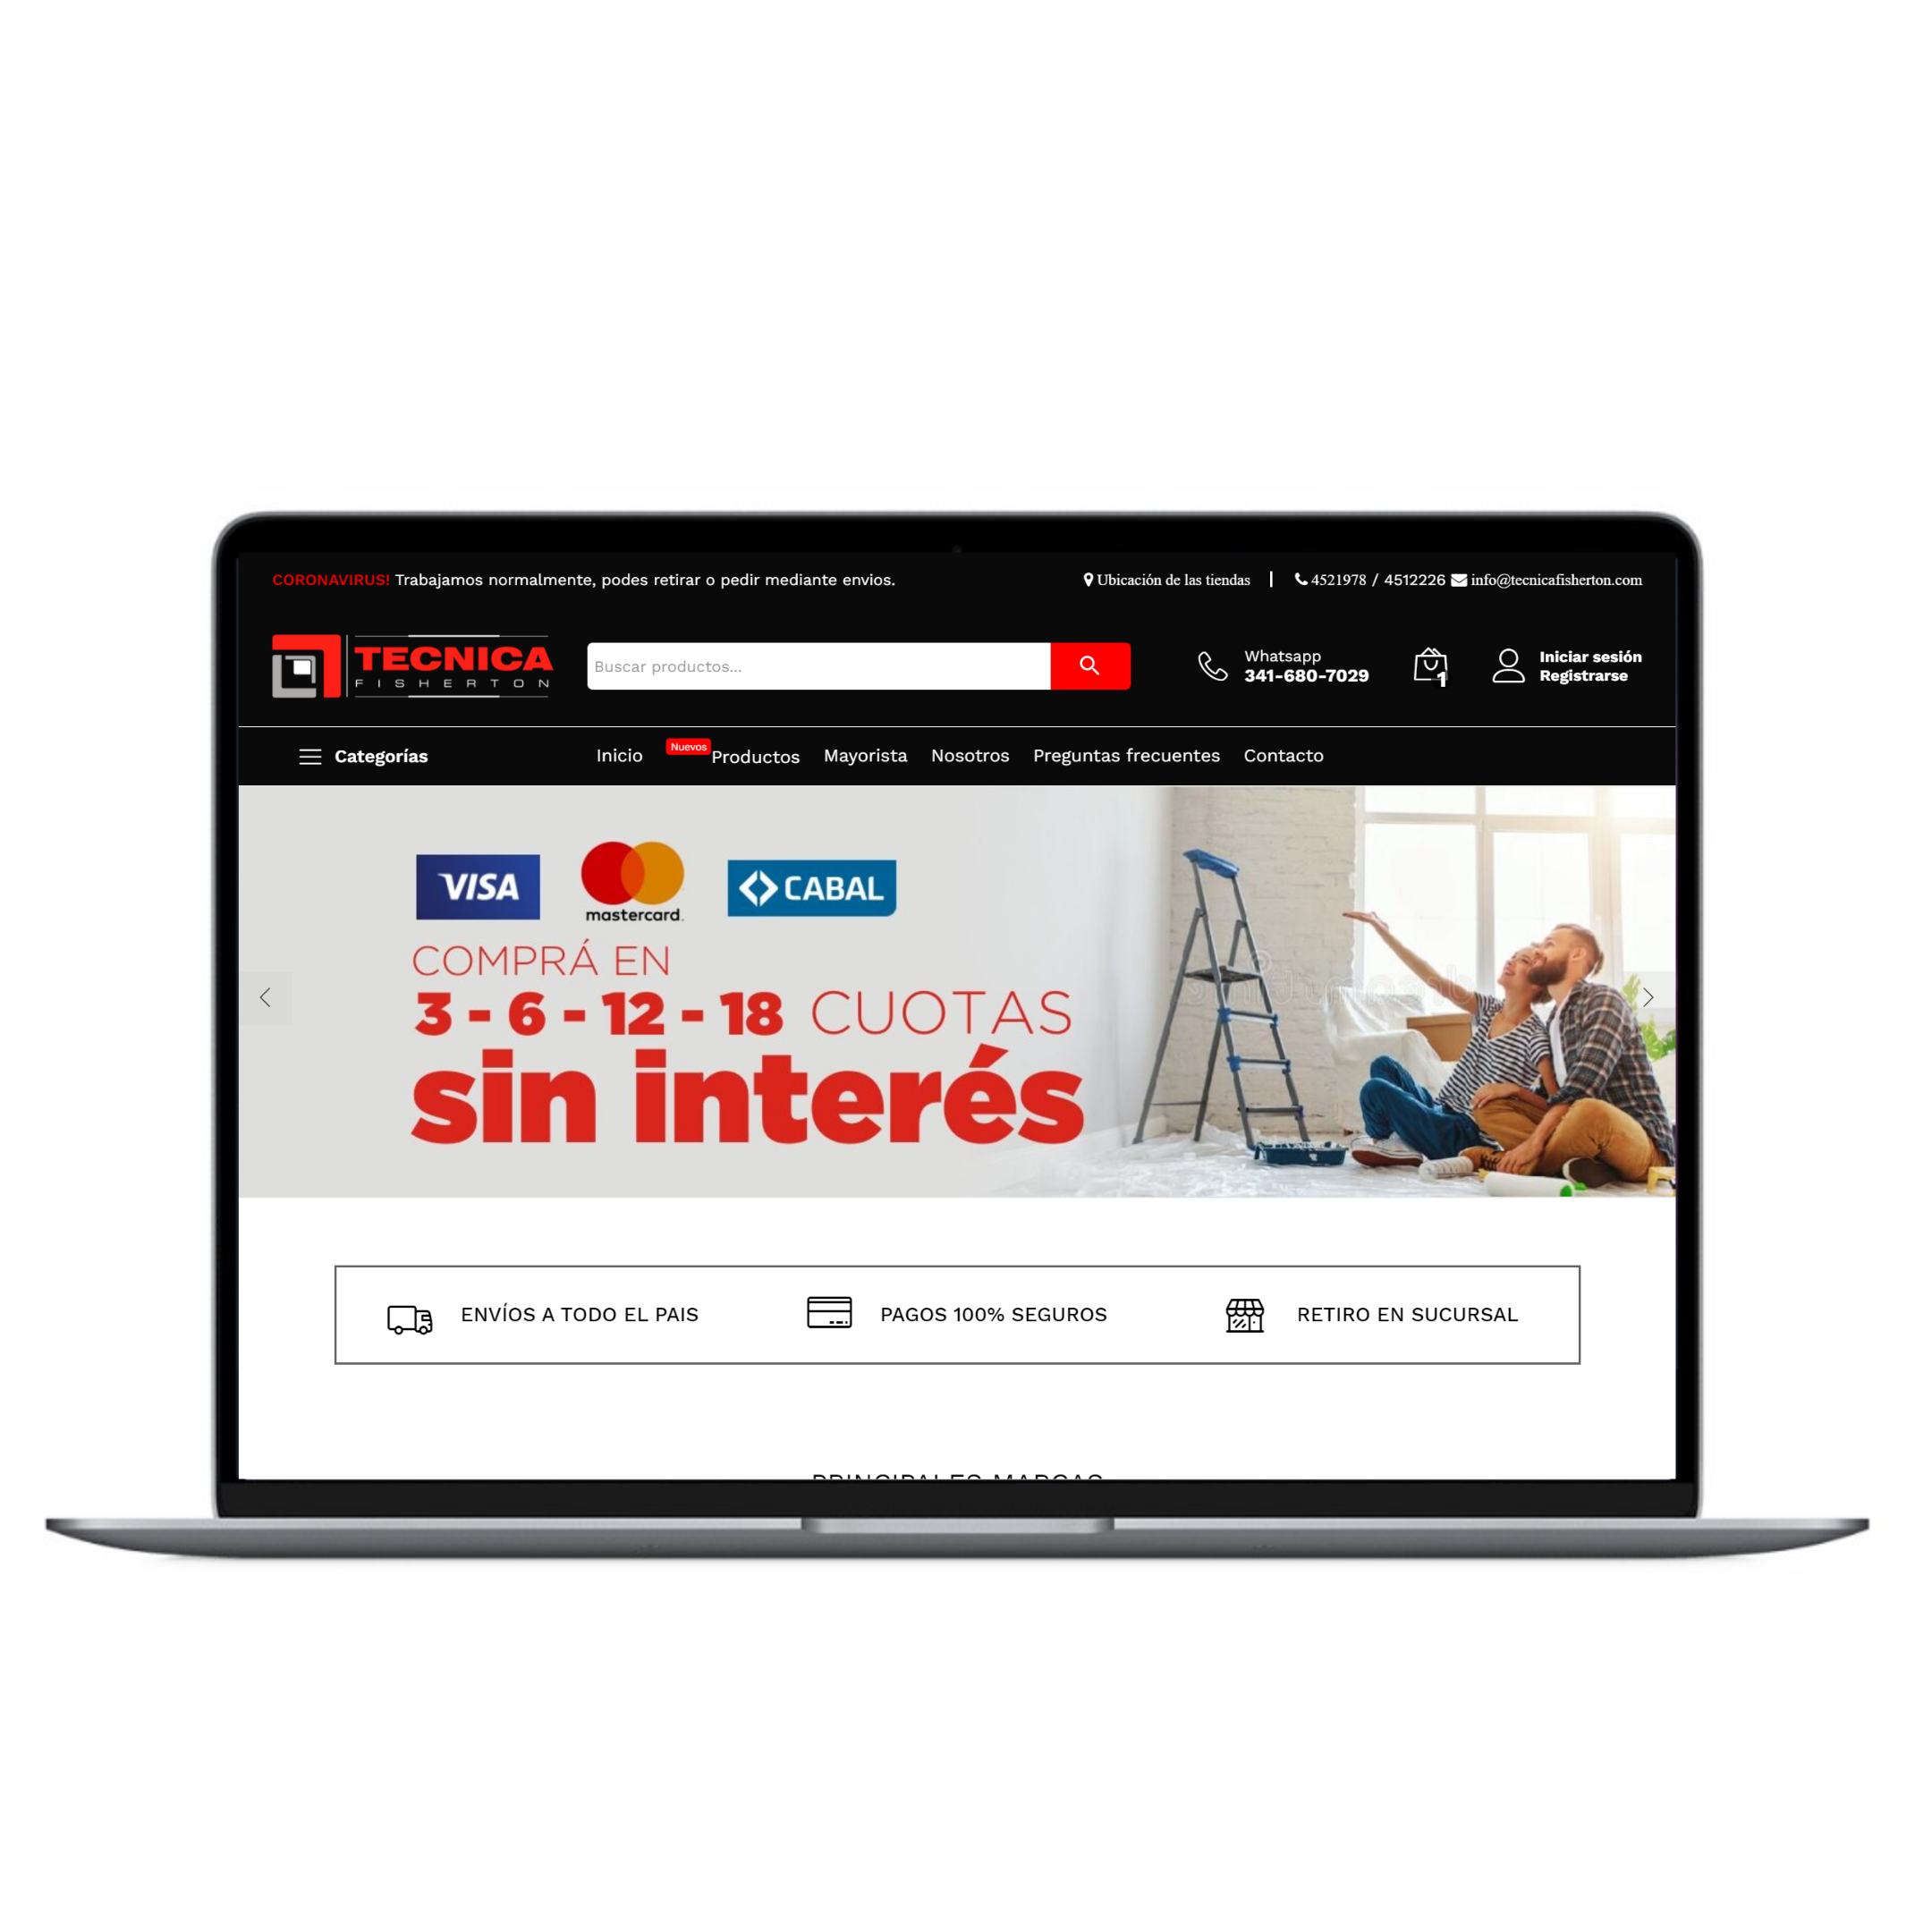 CORONAVIRUS! Trabajamos normalmente, podes retirar o pedir mediante envios.
Ubicación de las tiendas | 4521978 / 4512226 info@tecnicafisherton.com
TECNICA
FISHERTON
Buscar productos...
Whatsapp
341-680-7029
1
Iniciar sesión
Registrarse
Categorías
Inicio
Nuevos
Productos
Mayorista
Nosotros
Preguntas frecuentes
Contacto
VISA
mastercard.
CABAL
COMPRÁ EN
3 - 6 - 12 - 18 CUOTAS
sin interés
ENVÍOS A TODO EL PAIS
PAGOS 100% SEGUROS
RETIRO EN SUCURSAL
PRINCIPALES MARCAS